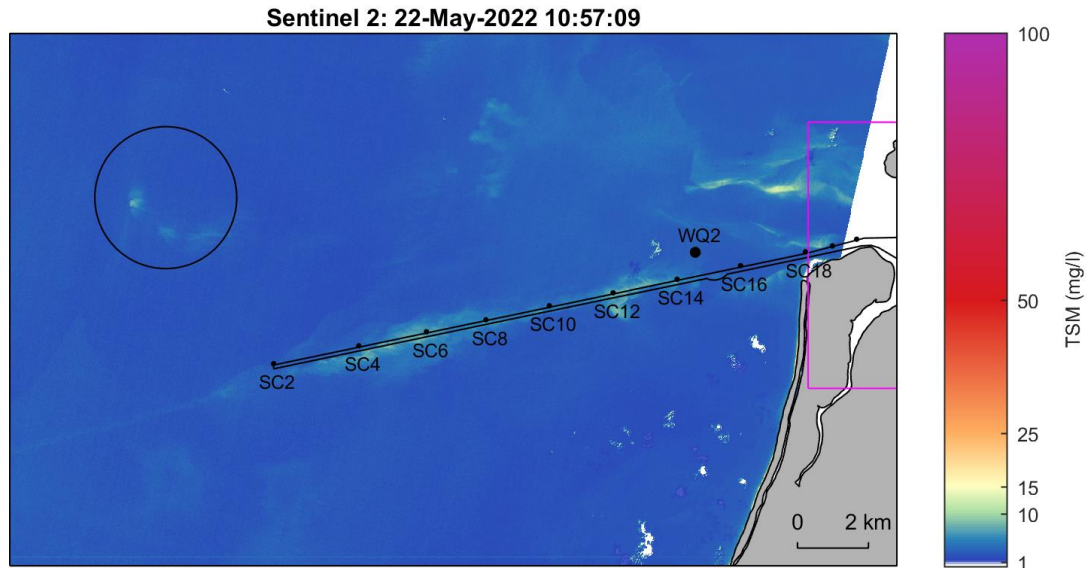 Sentinel 2: 22-May-2022 10:57:09
100
WQ2
SC18
SC16
SC14
SC12
SC10
SC8
SC6
SC4
SC2
50
TSM (mg/l)
25
15
10
1
0 2 km